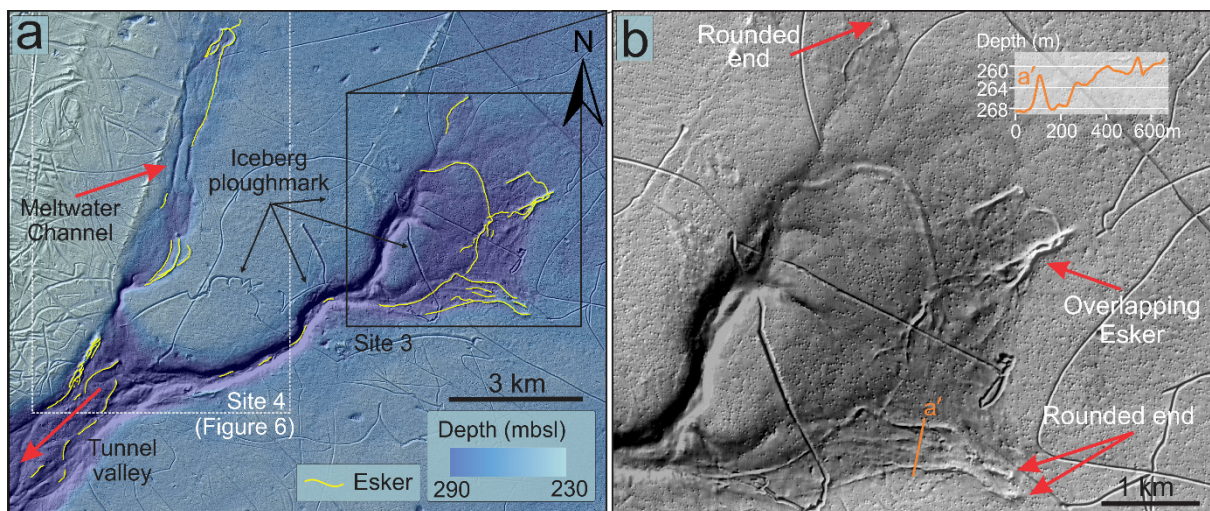 a
N
Iceberg
ploughmark
Meltwater
Channel
Site 3
3 km
Site 4
(Figure 6)
Tunnel
valley
Esker
Depth (mbsl)
290 230
b
Rounded
end
Depth (m)
a'
260
264
268
0 200 400 600m
Overlapping
Esker
a'
Rounded end
1 km